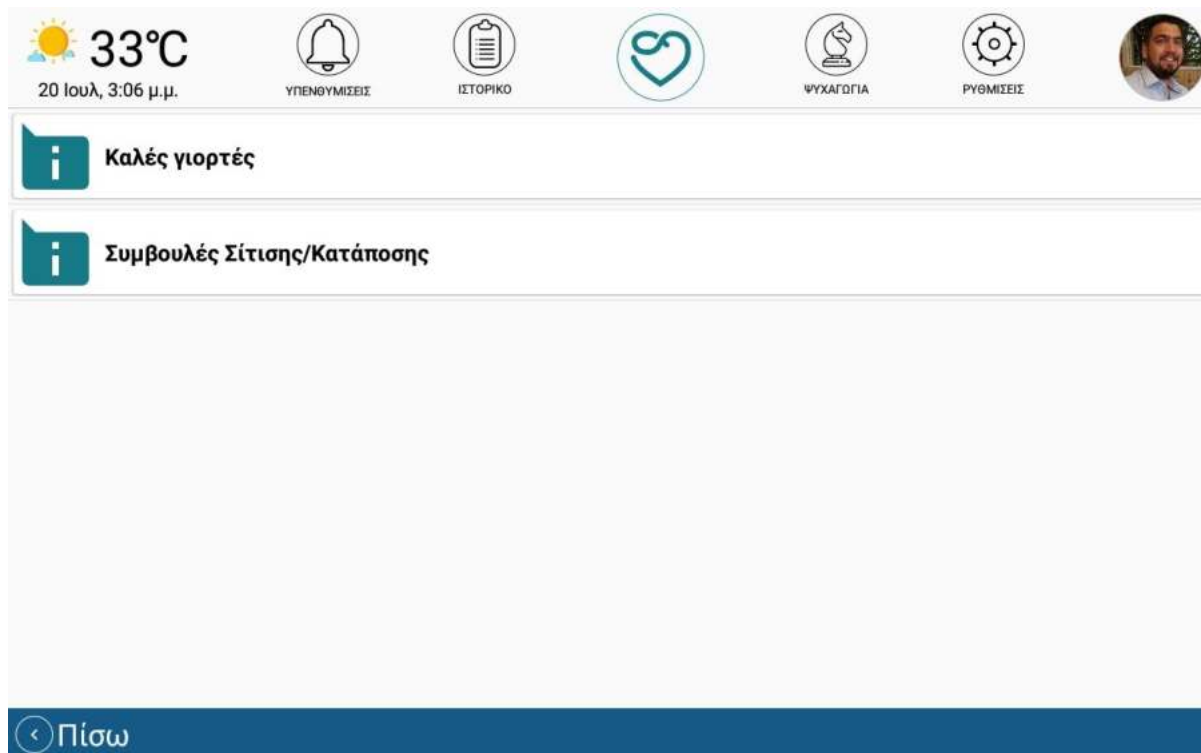 33°C
20 Ιουλ, 3:06 μ.μ.
ΥΠΕΝΘΥΜΙΣΕΙΣ
ΙΣΤΟΡΙΚΟ
ΨΥΧΑΓΩΓΙΑ
ΡΥΘΜΙΣΕΙΣ
Καλές γιορτές
Συμβουλές Σίτισης/Κατάποσης
Πίσω